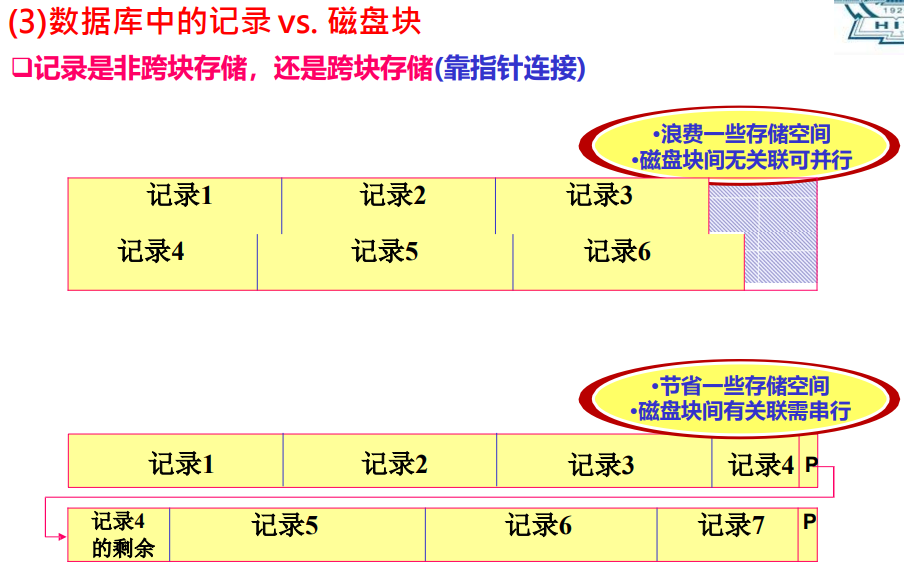 (3)数据库中的记录 vs. 磁盘块
❑记录是非跨块存储，还是跨块存储(靠指针连接)
•浪费一些存储空间
•磁盘块间无关联可并行
记录1 记录2 记录3
记录4 记录5 记录6
•节省一些存储空间
•磁盘块间有关联需串行
记录1 记录2 记录3 记录4 P
记录4
的剩余
记录5 记录6 记录7 P